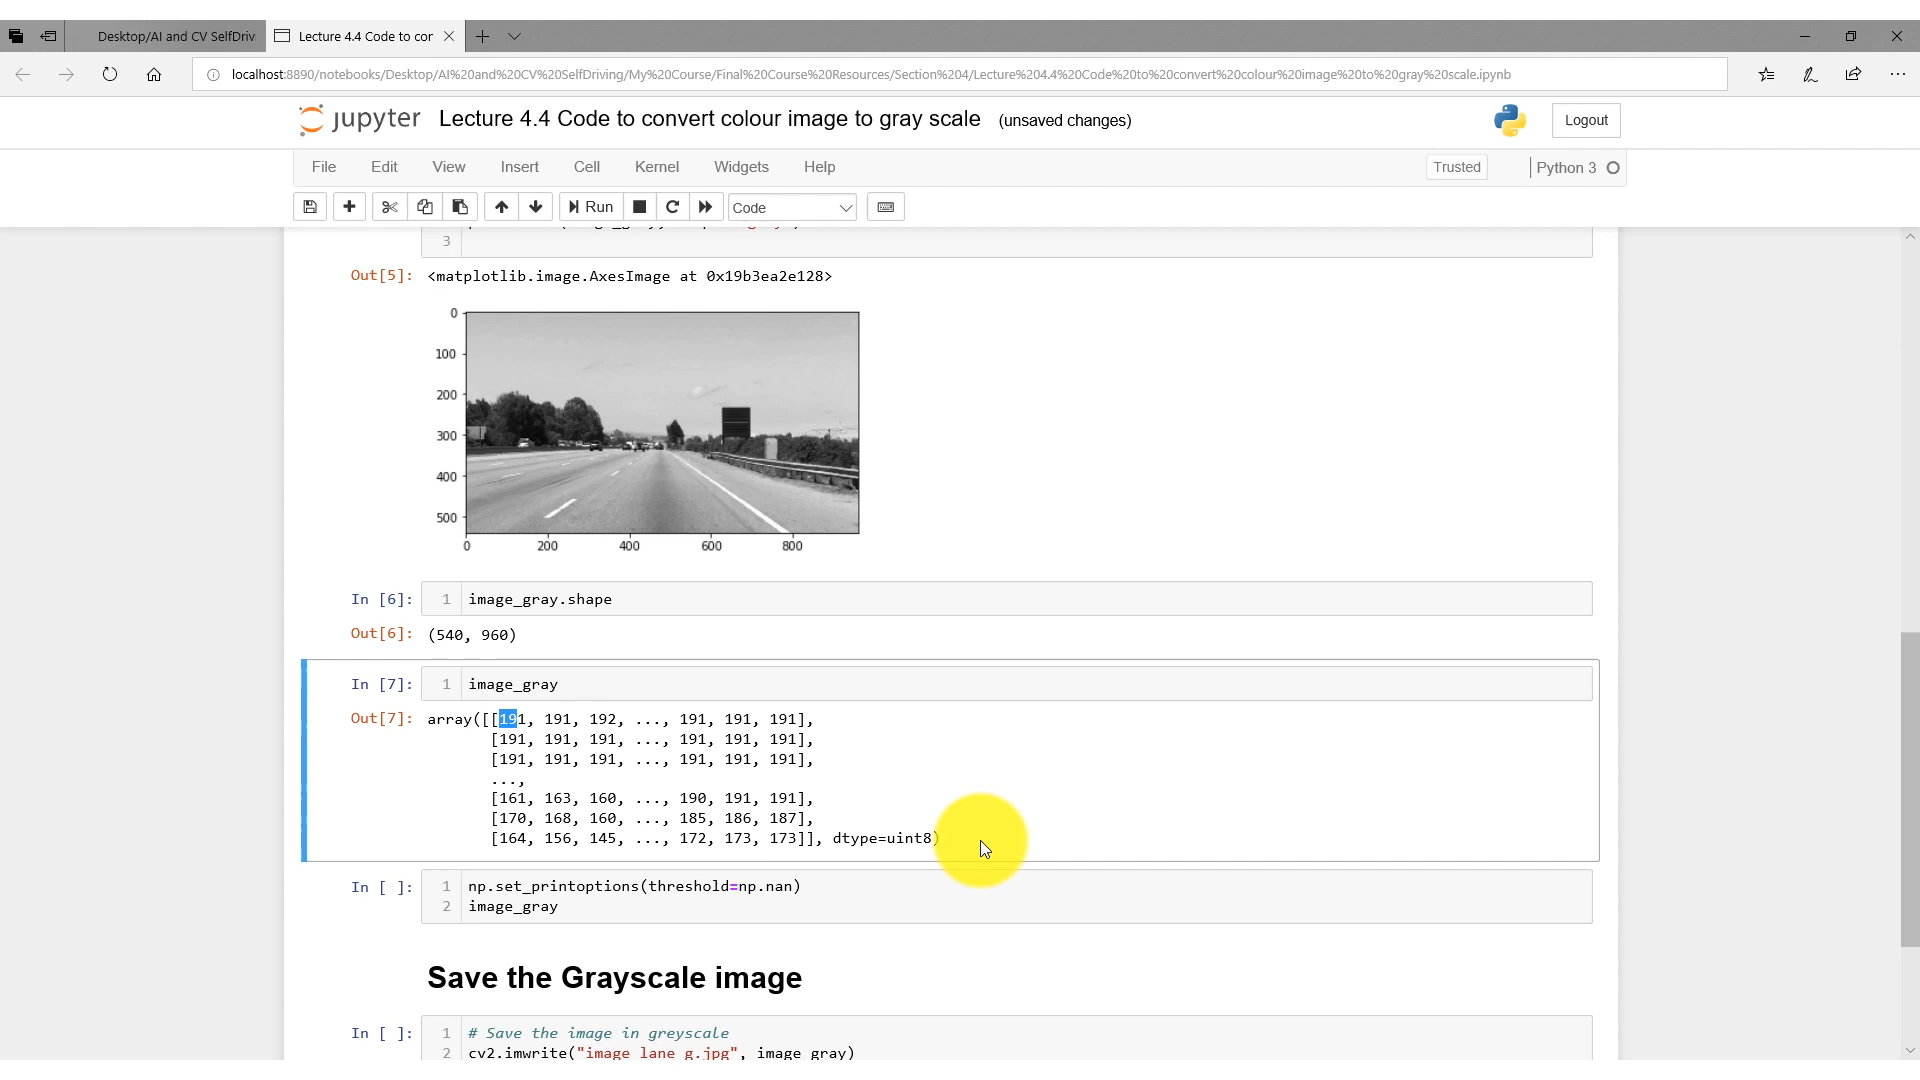 Desktop/AI and CV SelfDriv
Lecture 4.4 Code to cor
localhost:8890/notebooks/Desktop/AI%20and%20CV%20SelfDriving/My%20Course/Final%20Course%20Resources/Section%204/Lecture%204.4%20Code%20to%20convert%20colour%20image%20to%20gray%20scale.ipynb
jupyter Lecture 4.4 Code to convert colour image to gray scale (unsaved changes)
Logout
File Edit View Insert Cell Kernel Widgets Help
Trusted
Python 3
Run
Code
3
Out[5]: <matplotlib.image.AxesImage at 0x19b3ea2e128>
0
100
200
300
400
500
0 200 400 600 800
In [6]: 1 image_gray.shape
Out[6]: (540, 960)
In [7]: 1 image_gray
Out[7]: array([[191, 191, 192, ..., 191, 191, 191],
[191, 191, 191, ..., 191, 191, 191],
[191, 191, 191, ..., 191, 191, 191],
...,
[161, 163, 160, ..., 190, 191, 191],
[170, 168, 160, ..., 185, 186, 187],
[164, 156, 145, ..., 172, 173, 173]], dtype=uint8)
In [ ]: 1 np.set_printoptions(threshold=np.nan)
2 image_gray
Save the Grayscale image
In [ ]: 1 # Save the image in greyscale
2 cv2.imwrite("image_lane_g.jpg", image_gray)